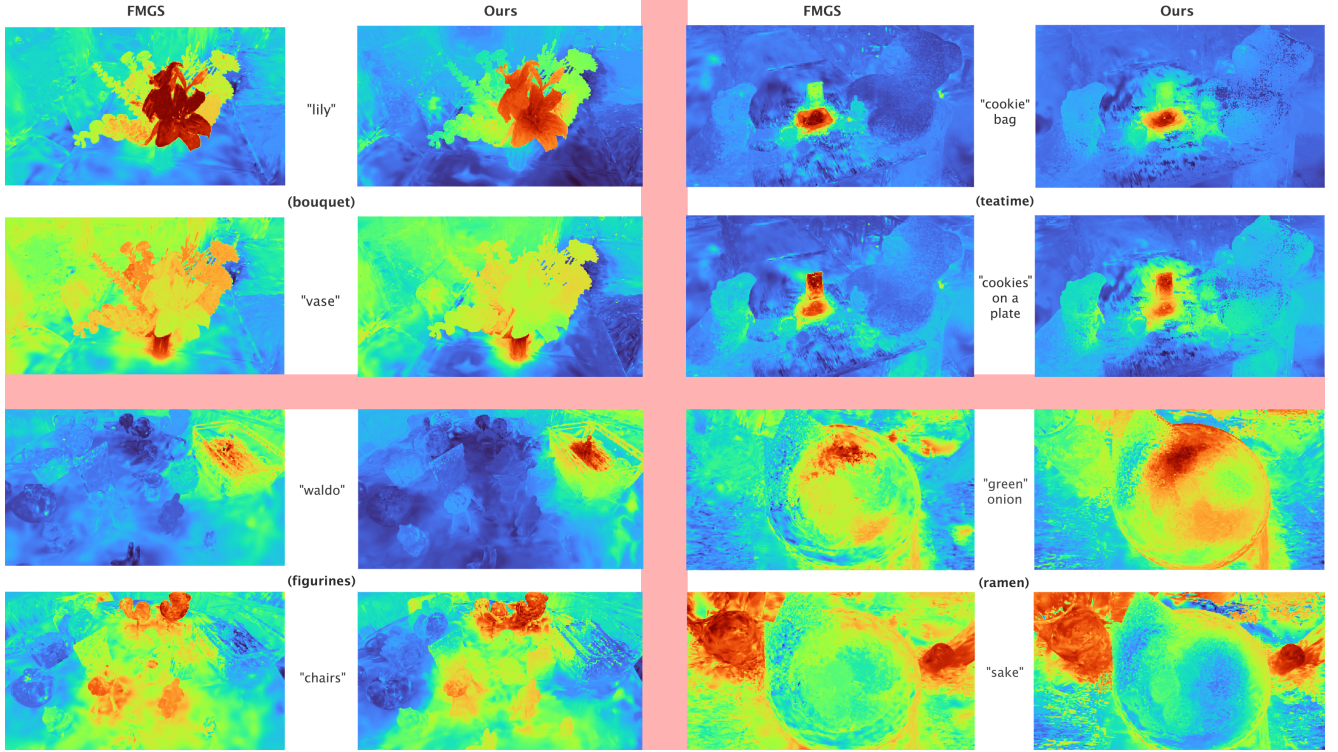 FMGS
Ours
FMGS
Ours
"lily"
"cookie"
bag
(bouquet)
(teatime)
"vase"
"cookies"
on a
plate
"waldo"
"green"
onion
(figurines)
(ramen)
"chairs"
"sake"